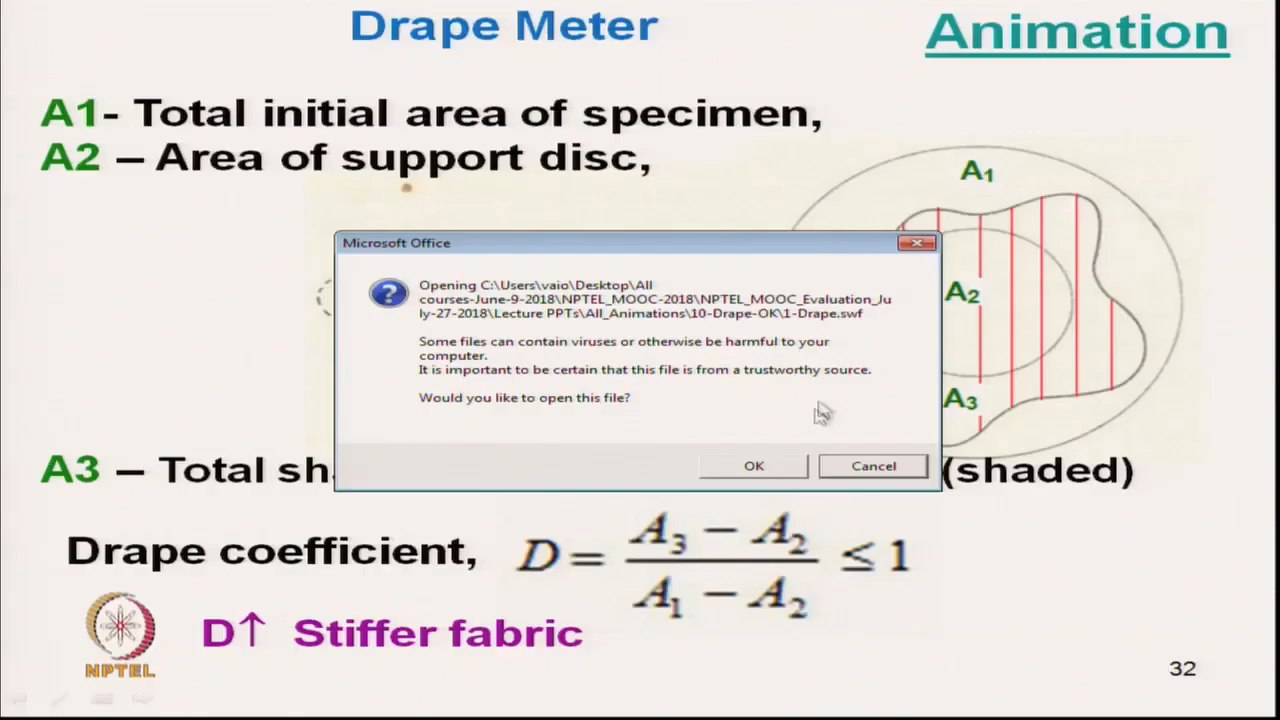 Drape Meter
Animation
A1- Total initial area of specimen,
A2 – Area of support disc,
A1
A2
A3
Microsoft Office
Opening C:\Users\vaio\Desktop\All
courses-June-9-2018\NPTEL_MOOC-2018\NPTEL_MOOC_Evaluation_Ju
ly-27-2018\Lecture PPTs\All_Animations\10-Drape-OK\1-Drape.swf
Some files can contain viruses or otherwise be harmful to your
computer.
It is important to be certain that this file is from a trustworthy source.
Would you like to open this file?
OK
Cancel
A3 – Total (shaded)
Drape coefficient, D = (A3 – A2) / (A1 – A2) ≤ 1
D↑ Stiffer fabric
NPTEL
32